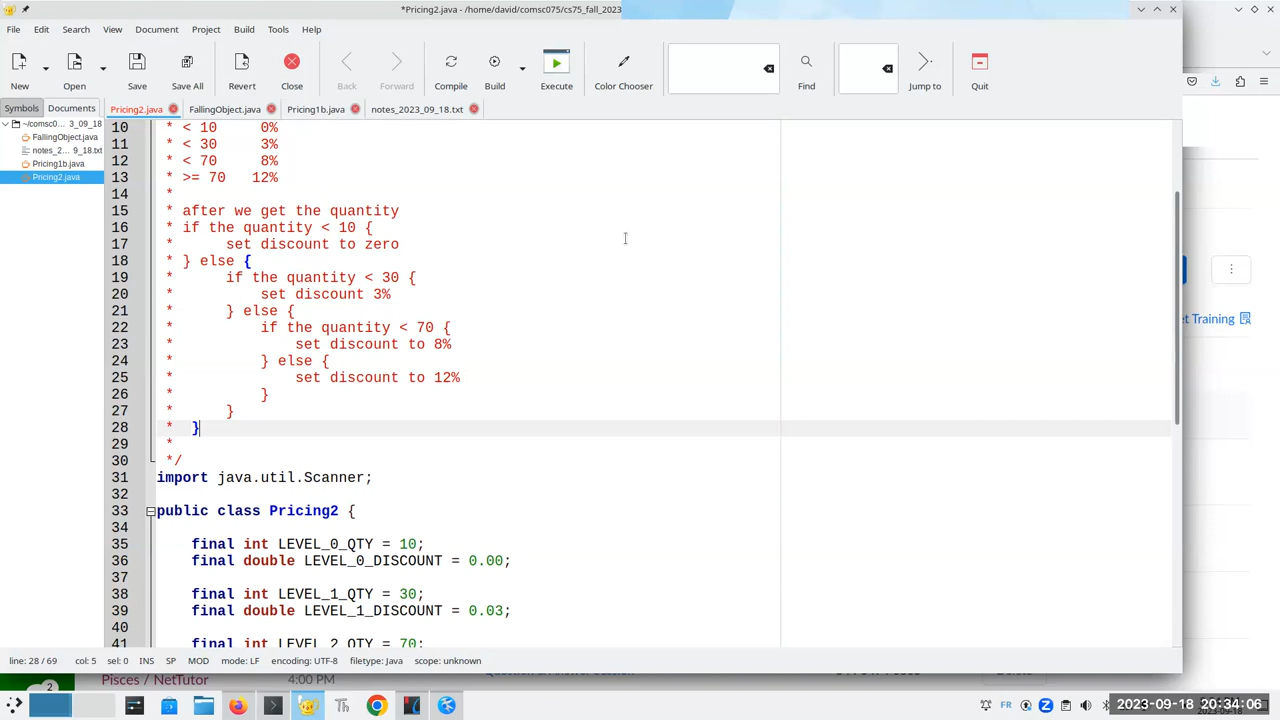 *Pricing2.java - /home/david/comsc075/cs75_fall_2023
File Edit Search View Document Project Build Tools Help
New Open Save Save All Revert Close Back Forward Compile Build Execute Color Chooser Find Jump to Quit
Symbols Documents Pricing2.java FallingObject.java Pricing1b.java notes_2023_09_18.txt
~/comsc0... 3_09_18
FallingObject.java
notes_2... 9_18.txt
Pricing1b.java
Pricing2.java
10 * < 10 0%
11 * < 30 3%
12 * < 70 8%
13 * >= 70 12%
14 *
15 * after we get the quantity
16 * if the quantity < 10 {
17 * set discount to zero
18 * } else {
19 * if the quantity < 30 {
20 * set discount 3%
21 * } else {
22 * if the quantity < 70 {
23 * set discount to 8%
24 * } else {
25 * set discount to 12%
26 * }
27 * }
28 * }
29 *
30 */
31 import java.util.Scanner;
32
33 public class Pricing2 {
34
35 final int LEVEL_0_QTY = 10;
36 final double LEVEL_0_DISCOUNT = 0.00;
37
38 final int LEVEL_1_QTY = 30;
39 final double LEVEL_1_DISCOUNT = 0.03;
40
41 final int LEVEL_2_QTY = 70;
line: 28 / 69 col: 5 sel: 0 INS SP MOD mode: LF encoding: UTF-8 filetype: Java scope: unknown
et Training
2
Pisces / NetTutor 4:00 PM
Th
FR
2023-09-18 20:34:06